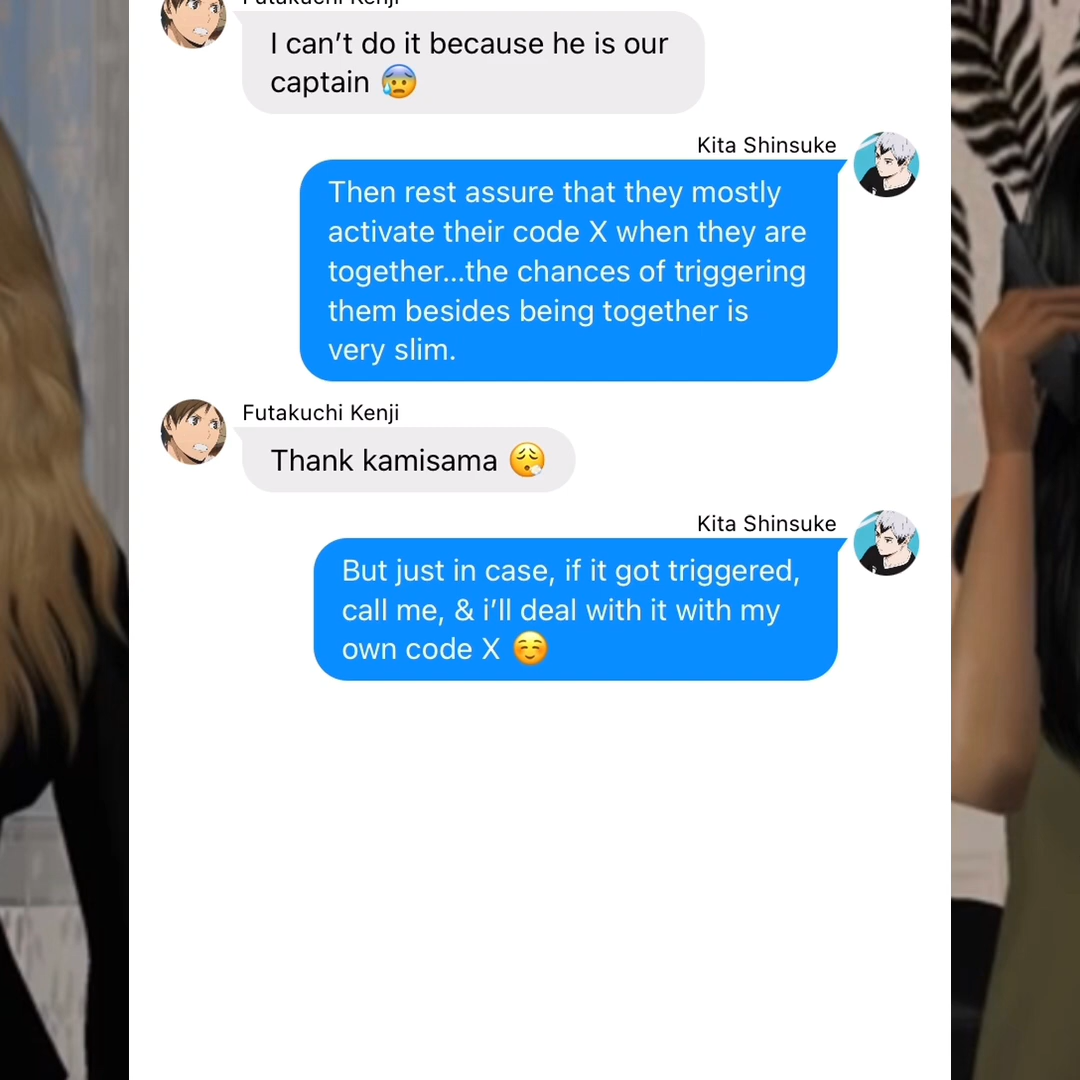 Futakuchi Kenji
I can’t do it because he is our
captain 😰
Kita Shinsuke
Then rest assure that they mostly
activate their code X when they are
together...the chances of triggering
them besides being together is
very slim.
Futakuchi Kenji
Thank kamisama 😮‍💨
Kita Shinsuke
But just in case, if it got triggered,
call me, & i’ll deal with it with my
own code X ☺️